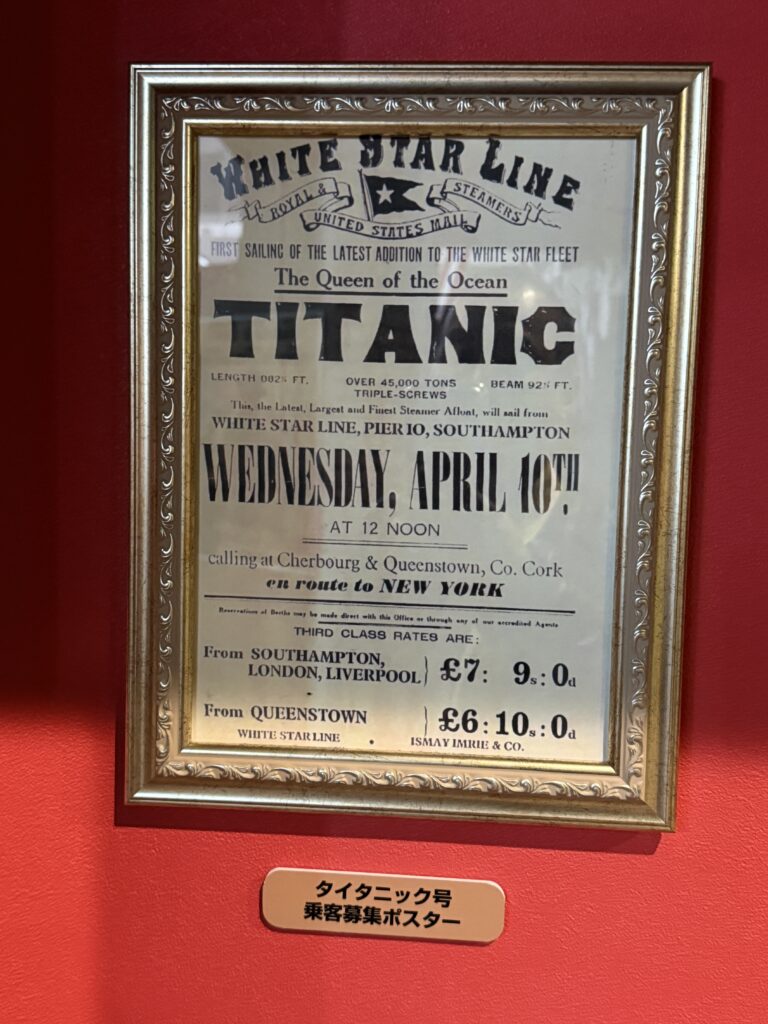 WHITE STAR LINE
ROYAL & UNITED STATES MAIL STEAMERS
FIRST SAILING OF THE LATEST ADDITION TO THE WHITE STAR FLEET
The Queen of the Ocean
TITANIC
LENGTH 882½ FT. OVER 45,000 TONS BEAM 92½ FT.
TRIPLE-SCREWS
This, the Latest, Largest and Finest Steamer Afloat, will sail from
WHITE STAR LINE, PIER 10, SOUTHAMPTON
WEDNESDAY, APRIL 10TH.
AT 12 NOON
calling at Cherbourg & Queenstown, Co. Cork
en route to NEW YORK
Reservations of Berths may be made direct with this Office or through any of our accredited Agents
THIRD CLASS RATES ARE:
From SOUTHAMPTON,
LONDON, LIVERPOOL } £7: 9s:0d
From QUEENSTOWN } £6:10s:0d
WHITE STAR LINE • ISMAY IMRIE & CO.
タイタニック号
乗客募集ポスター